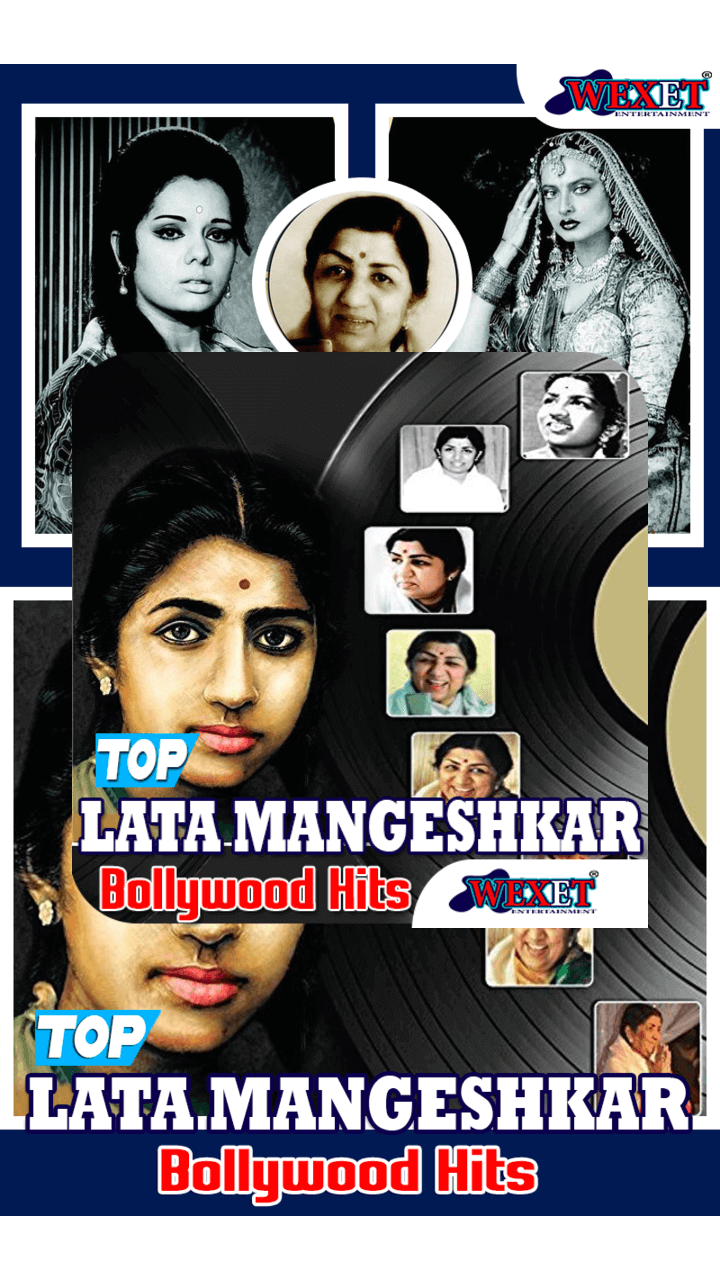 WEXET®
ENTERTAINMENT
TOP
LATA MANGESHKAR
Bollywood Hits
WEXET®
ENTERTAINMENT
TOP
LATA MANGESHKAR
Bollywood Hits